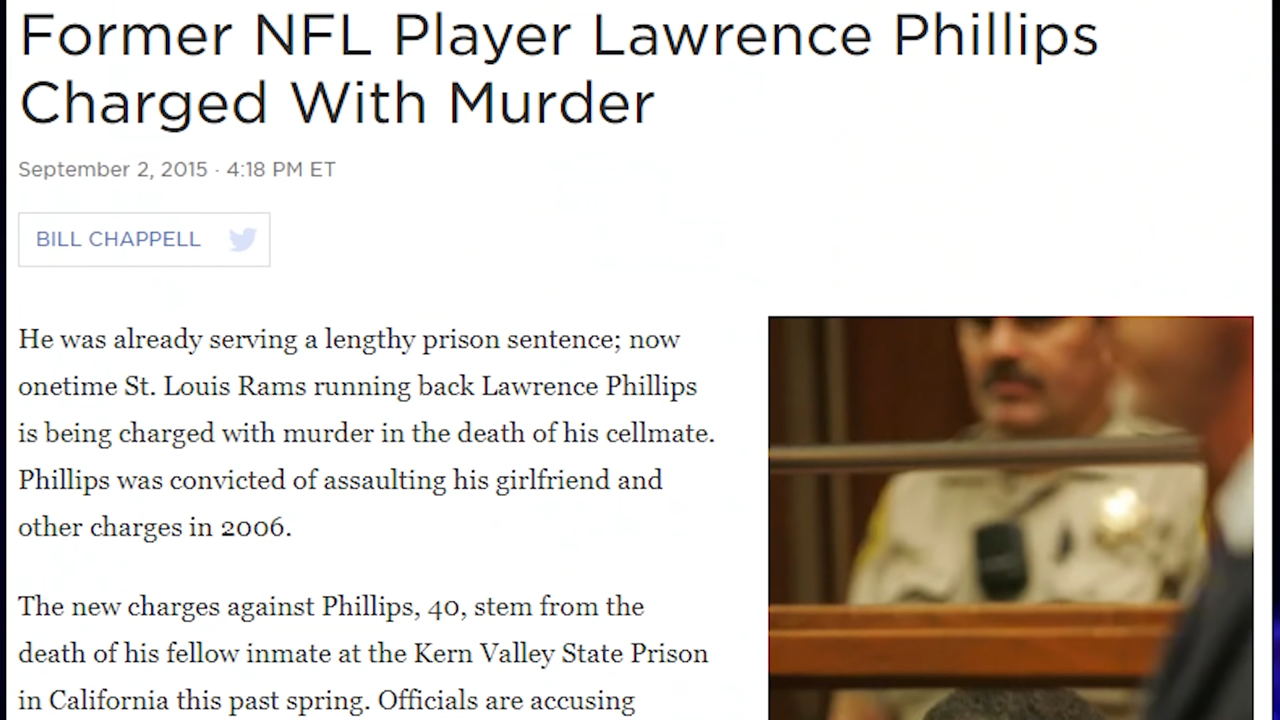 Former NFL Player Lawrence Phillips
Charged With Murder
September 2, 2015 · 4:18 PM ET
BILL CHAPPELL
He was already serving a lengthy prison sentence; now
onetime St. Louis Rams running back Lawrence Phillips
is being charged with murder in the death of his cellmate.
Phillips was convicted of assaulting his girlfriend and
other charges in 2006.
The new charges against Phillips, 40, stem from the
death of his fellow inmate at the Kern Valley State Prison
in California this past spring. Officials are accusing